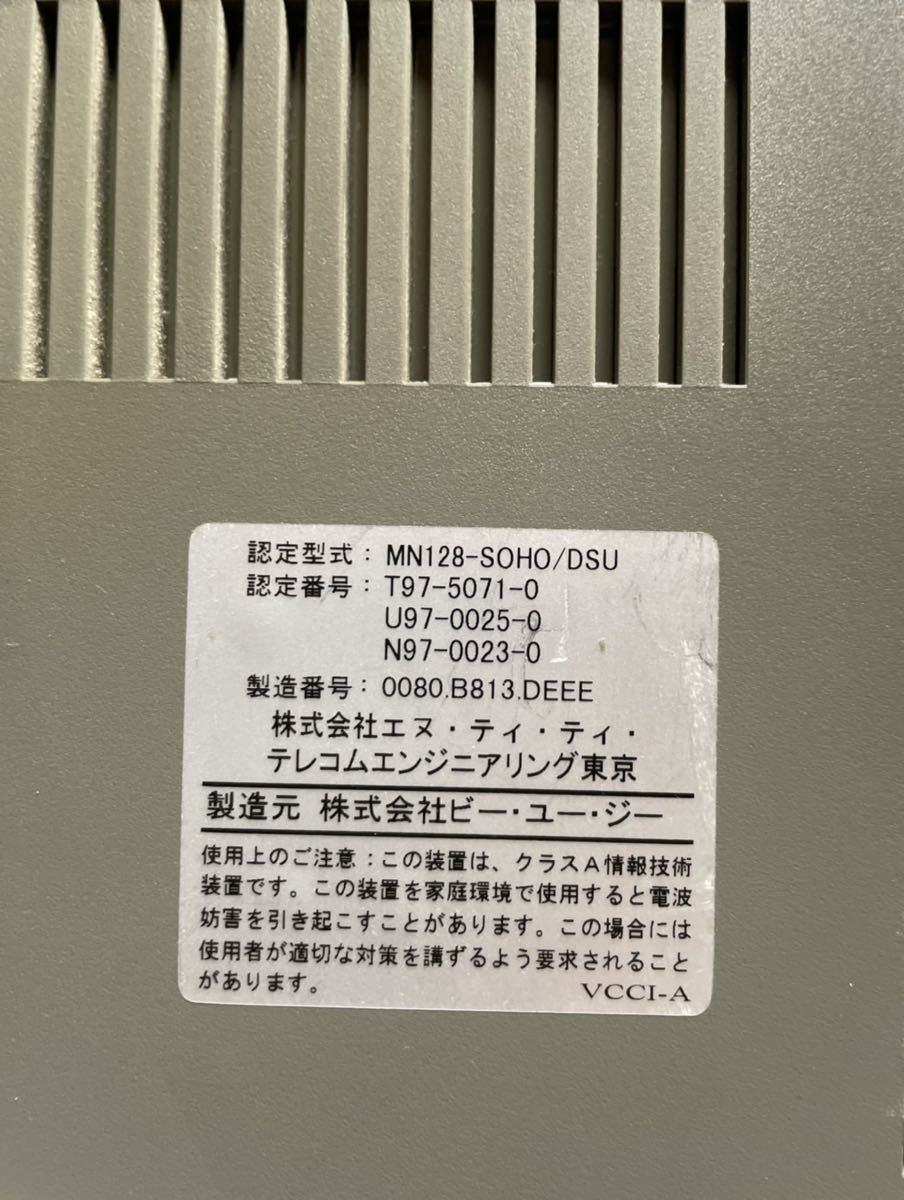 認定型式：MN128-SOHO/DSU
認定番号：T97-5071-0
U97-0025-0
N97-0023-0
製造番号：0080.B813.DEEE
株式会社エヌ・ティ・ティ・
テレコムエンジニアリング東京
製造元 株式会社ビー・ユー・ジー
使用上のご注意：この装置は、クラスA情報技術
装置です。この装置を家庭環境で使用すると電波
妨害を引き起こすことがあります。この場合には
使用者が適切な対策を講ずるよう要求されること
があります。 VCCI-A